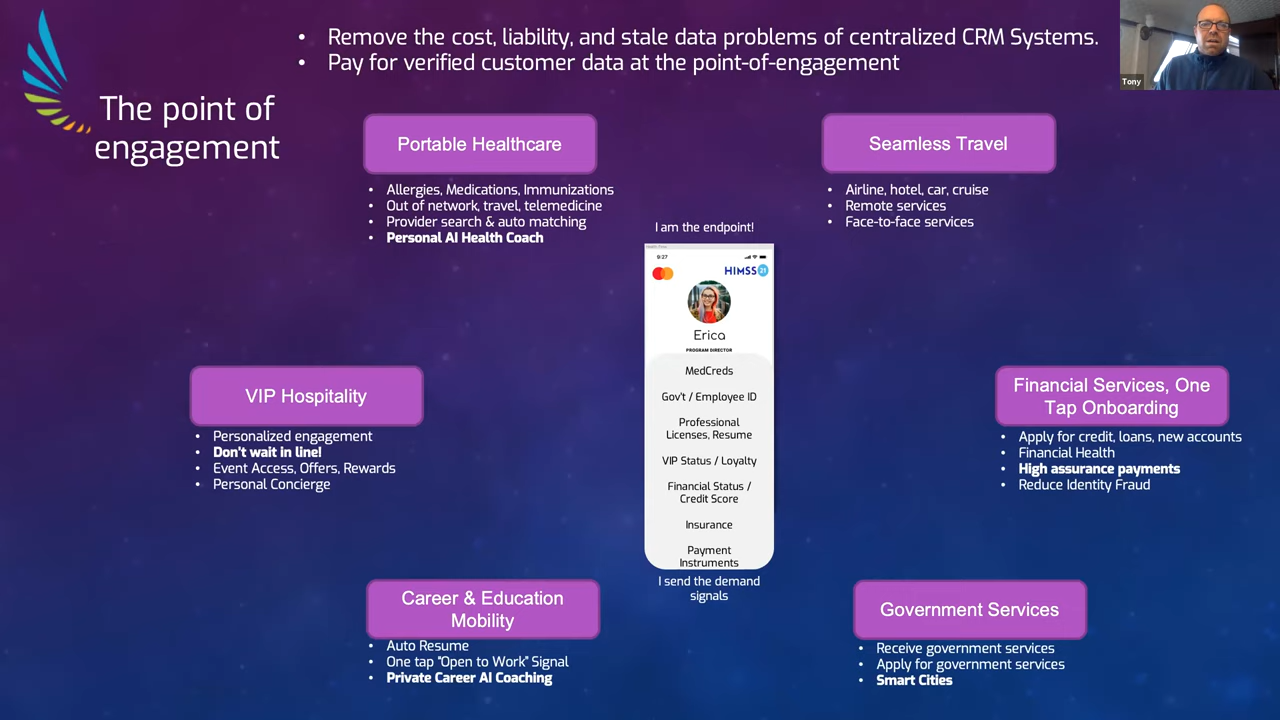 • Remove the cost, liability, and stale data problems of centralized CRM Systems.
• Pay for verified customer data at the point-of-engagement
Tony
The point of
engagement
Portable Healthcare
• Allergies, Medications, Immunizations
• Out of network, travel, telemedicine
• Provider search & auto matching
• Personal AI Health Coach
Seamless Travel
• Airline, hotel, car, cruise
• Remote services
• Face-to-face services
I am the endpoint!
9:27
HIMSS 21
Erica
PROGRAM DIRECTOR
MedCreds
Gov't / Employee ID
Professional
Licenses, Resume
VIP Status / Loyalty
Financial Status /
Credit Score
Insurance
Payment
Instruments
I send the demand
signals
VIP Hospitality
• Personalized engagement
• Don't wait in line!
• Event Access, Offers, Rewards
• Personal Concierge
Financial Services, One
Tap Onboarding
• Apply for credit, loans, new accounts
• Financial Health
• High assurance payments
• Reduce Identity Fraud
Career & Education
Mobility
• Auto Resume
• One tap "Open to Work" Signal
• Private Career AI Coaching
Government Services
• Receive government services
• Apply for government services
• Smart Cities